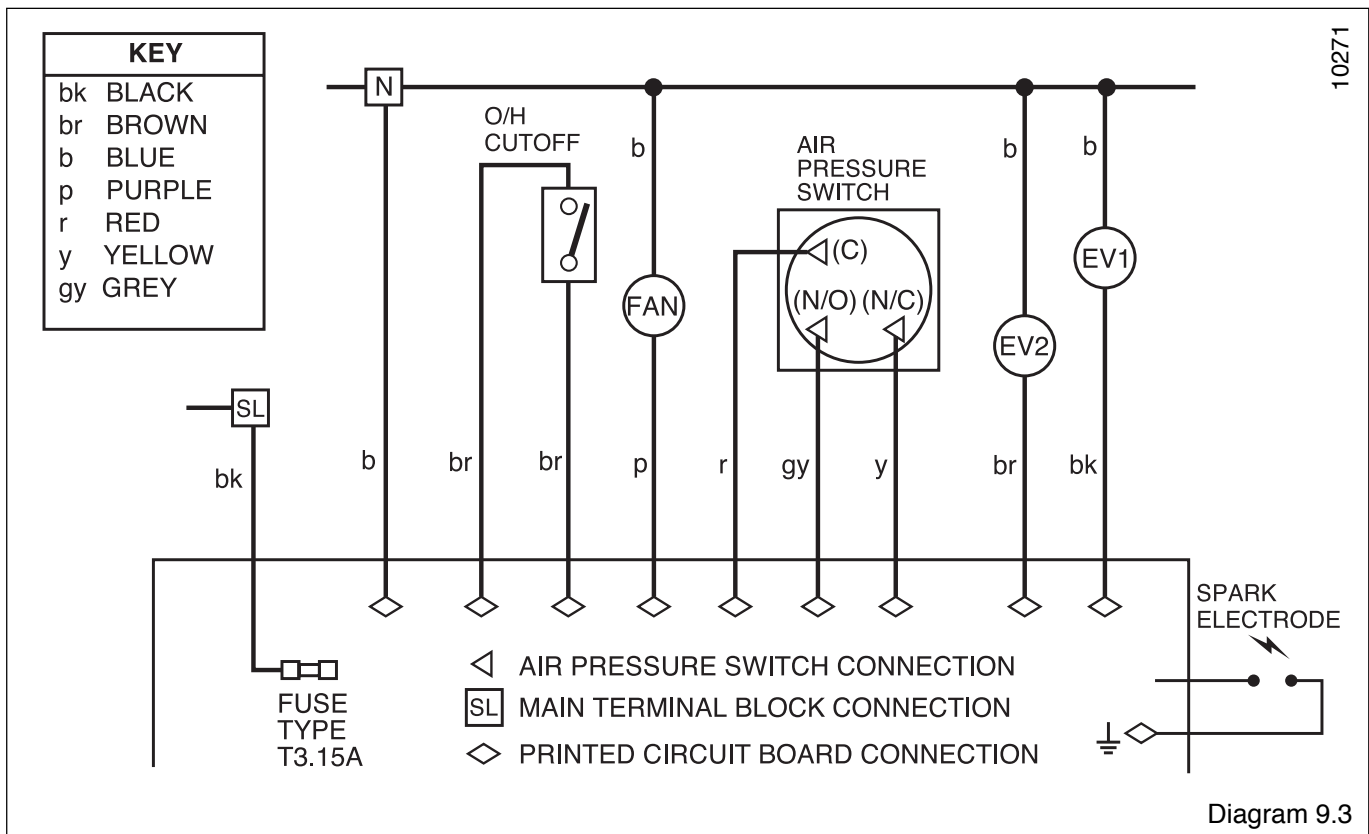 KEY
bk BLACK
br BROWN
b BLUE
p PURPLE
r RED
y YELLOW
gy GREY
10271
N
O/H
CUTOFF
b
AIR
PRESSURE
SWITCH
b
b
(C)
(N/O) (N/C)
FAN
EV1
EV2
SL
bk
b
br
br
p
r
gy
y
br
bk
SPARK
ELECTRODE
FUSE
TYPE
T3.15A
AIR PRESSURE SWITCH CONNECTION
SL MAIN TERMINAL BLOCK CONNECTION
PRINTED CIRCUIT BOARD CONNECTION
Diagram 9.3